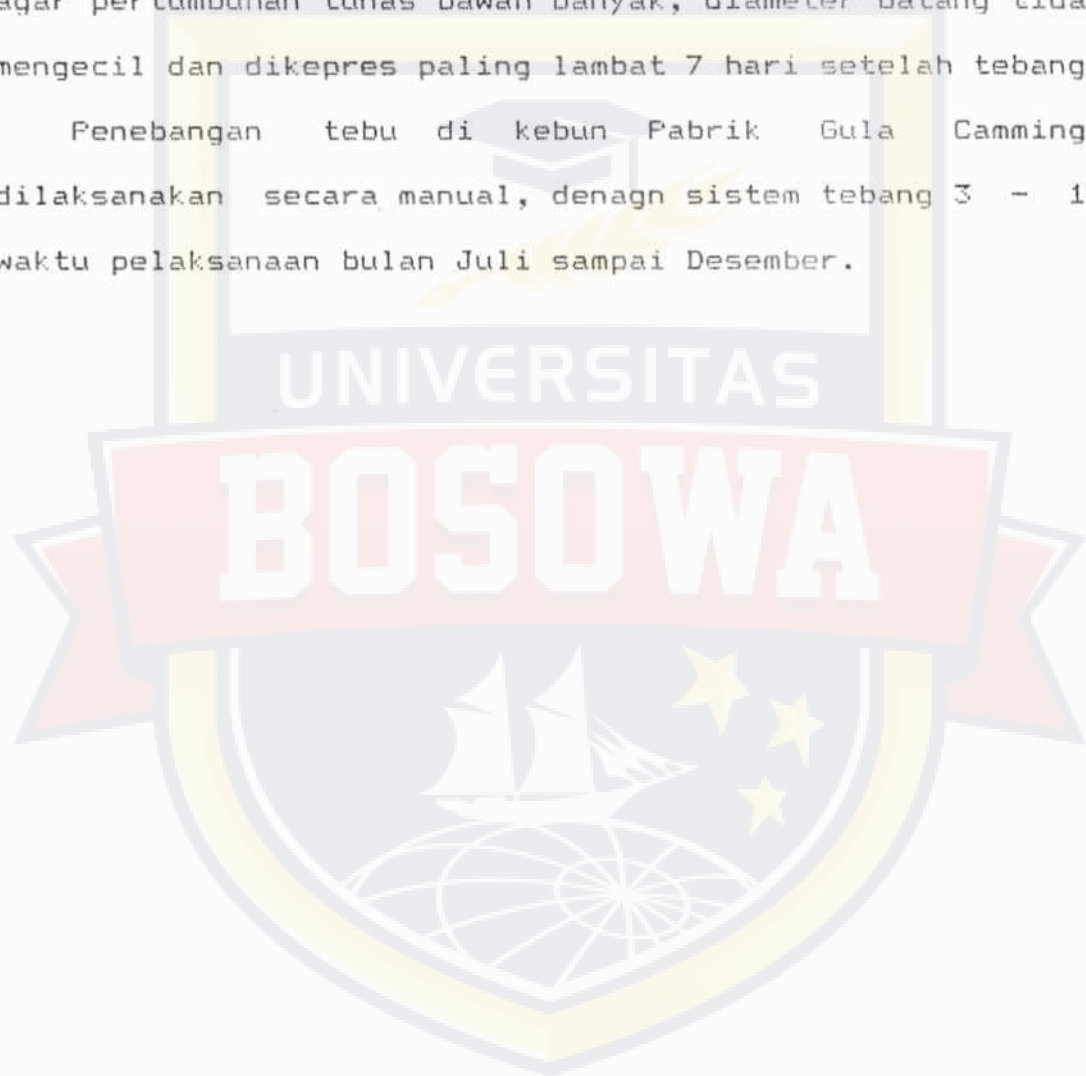 agar pertumbuhan tunas bawah banyak, diameter batang tida
mengecil dan dikepres paling lambat 7 hari setelah tebang
Penebangan tebu di kebun Pabrik Gula Camming
dilaksanakan secara manual, denagn sistem tebang 3 - 1
waktu pelaksanaan bulan Juli sampai Desember.
UNIVERSITAS
BOSOWA